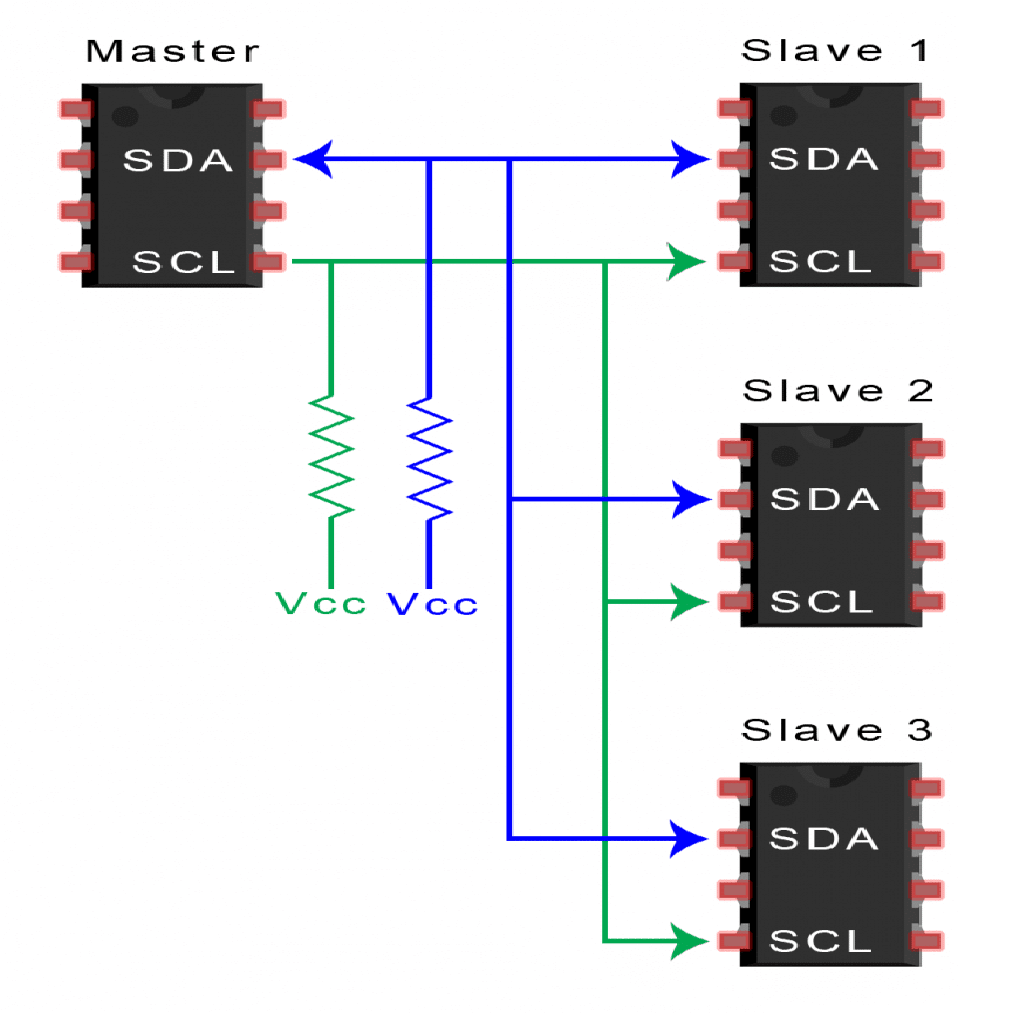 Master
SDA
SCL
Slave 1
SDA
SCL
Vcc Vcc
Slave 2
SDA
SCL
Slave 3
SDA
SCL